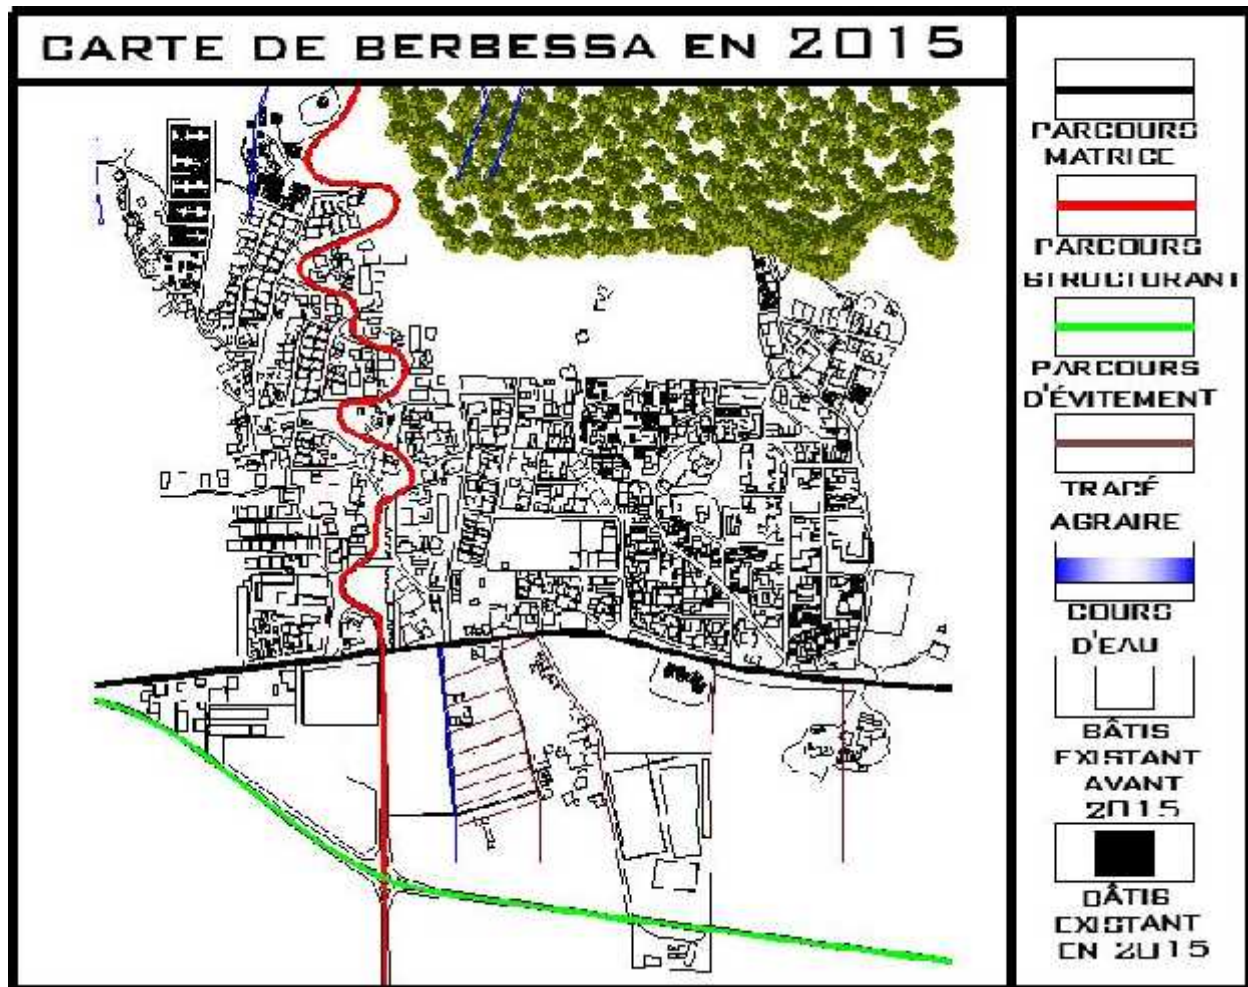 CARTE DE BERBESSA EN 2015
PARCOURS
MATRICE
PARCOURS
STRUCTURANT
PARCOURS
D'ÉVITEMENT
TRACÉ
AGRAIRE
COURS
D'EAU
BÂTIS
EXISTANT
AVANT
2015
BÂTIS
EXISTANT
EN 2015